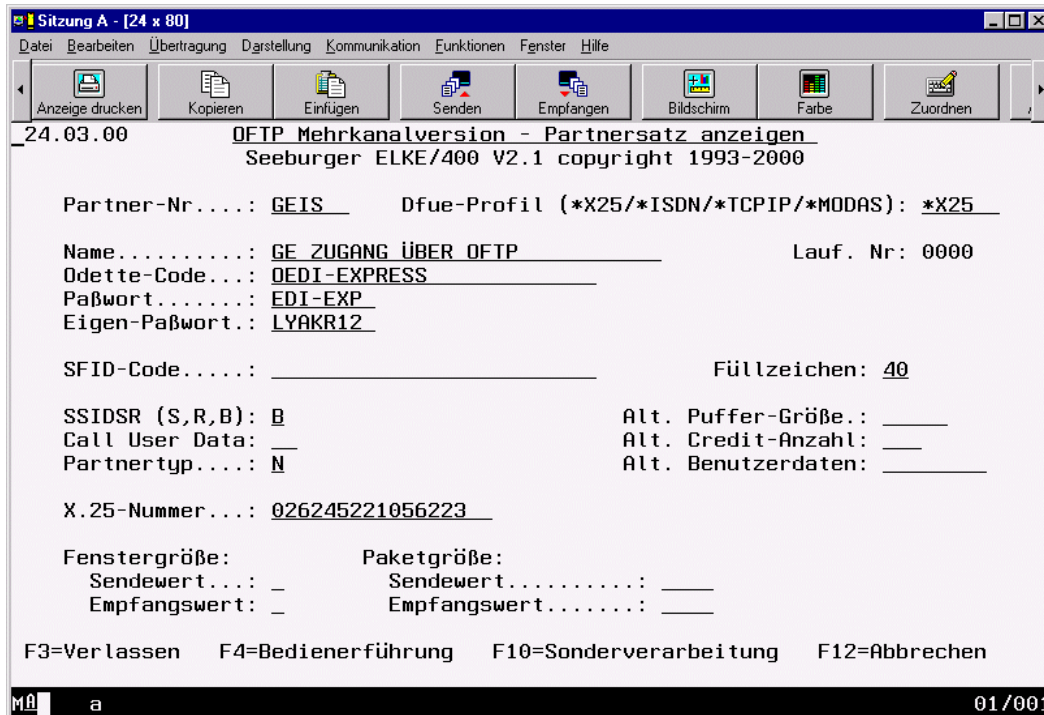 Sitzung A - [24 x 80]
Datei Bearbeiten Übertragung Darstellung Kommunikation Funktionen Fenster Hilfe
Anzeige drucken Kopieren Einfügen Senden Empfangen Bildschirm Farbe Zuordnen
24.03.00 OFTP Mehrkanalversion - Partnersatz anzeigen
Seeburger ELKE/400 V2.1 copyright 1993-2000
Partner-Nr....: GEIS Dfue-Profil (*X25/*ISDN/*TCPIP/*MODAS): *X25
Name..........: GE ZUGANG ÜBER OFTP Lauf. Nr: 0000
Odette-Code...: OEDI-EXPRESS
Paßwort.......: EDI-EXP
Eigen-Paßwort.: LYAKR12
SFID-Code.....: Füllzeichen: 40
SSIDSR (S,R,B): B Alt. Puffer-Größe.:
Call User Data: Alt. Credit-Anzahl:
Partnertyp....: N Alt. Benutzerdaten:
X.25-Nummer...: 026245221056223
Fenstergröße: Paketgröße:
Sendewert...: Sendewert..........:
Empfangswert: Empfangswert.......:
F3=Verlassen F4=Bedienerführung F10=Sonderverarbeitung F12=Abbrechen
MA a 01/001